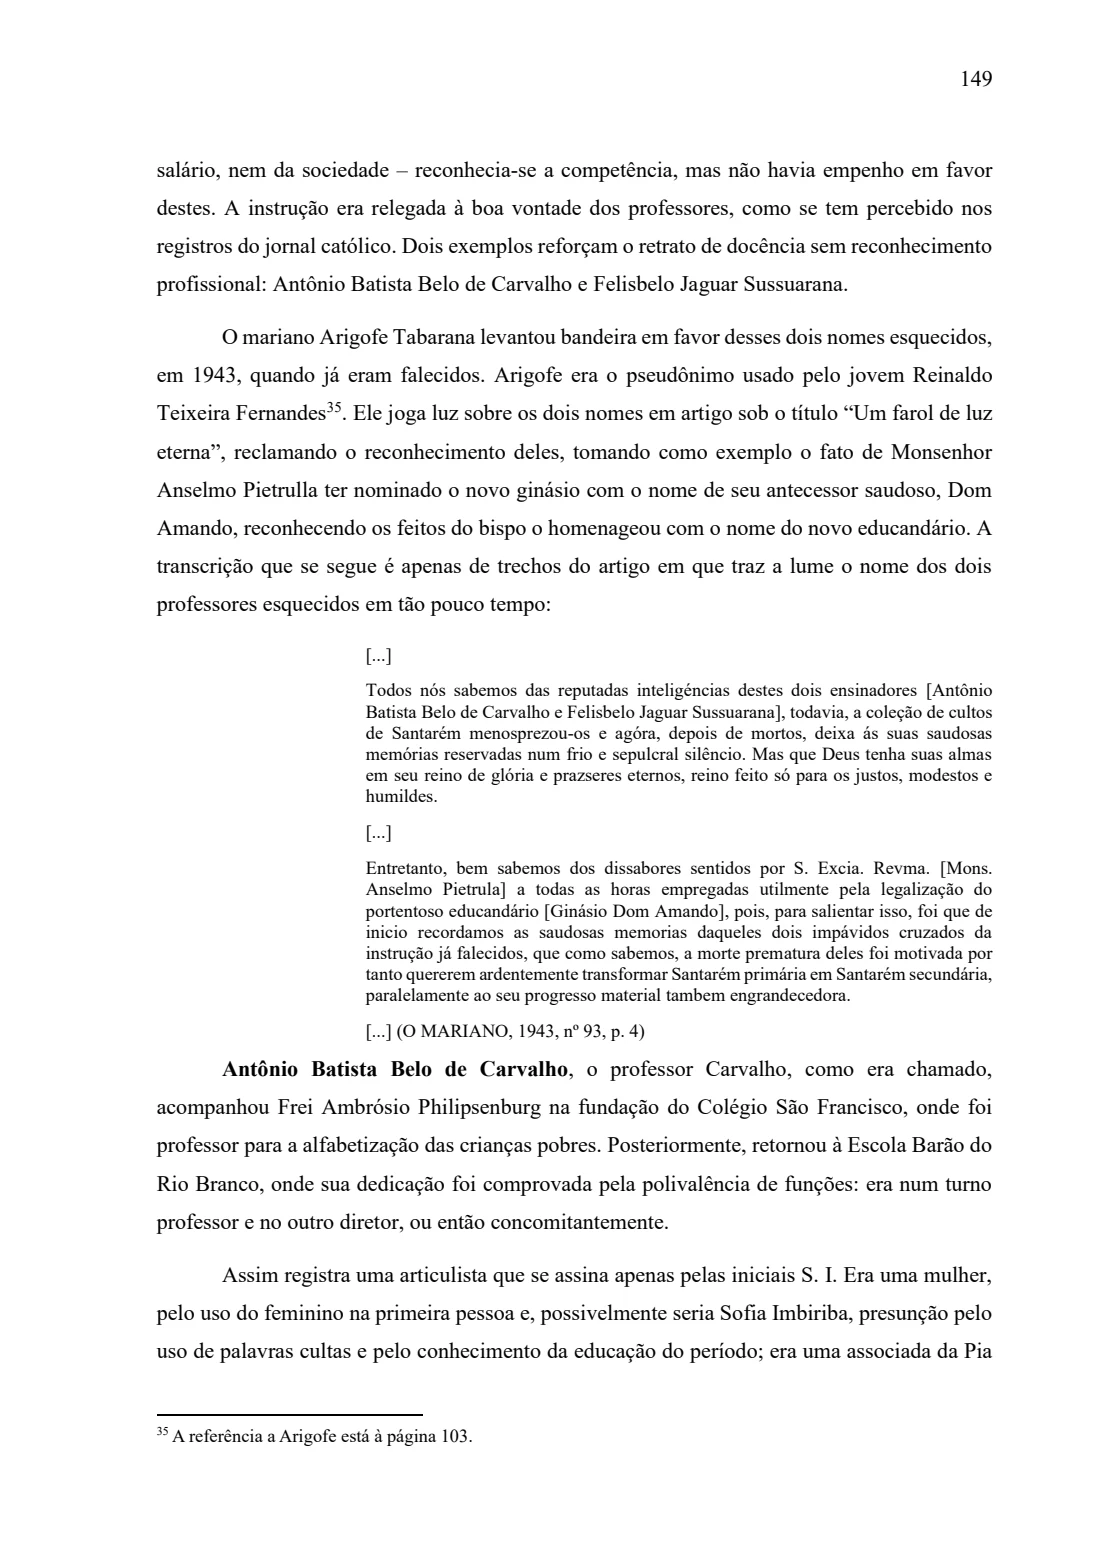 149
salário, nem da sociedade – reconhecia-se a competência, mas não havia empenho em favor
destes. A instrução era relegada à boa vontade dos professores, como se tem percebido nos
registros do jornal católico. Dois exemplos reforçam o retrato de docência sem reconhecimento
profissional: Antônio Batista Belo de Carvalho e Felisbelo Jaguar Sussuarana.
O mariano Arigofe Tabarana levantou bandeira em favor desses dois nomes esquecidos,
em 1943, quando já eram falecidos. Arigofe era o pseudônimo usado pelo jovem Reinaldo
Teixeira Fernandes35. Ele joga luz sobre os dois nomes em artigo sob o título “Um farol de luz
eterna”, reclamando o reconhecimento deles, tomando como exemplo o fato de Monsenhor
Anselmo Pietrulla ter nominado o novo ginásio com o nome de seu antecessor saudoso, Dom
Amando, reconhecendo os feitos do bispo o homenageou com o nome do novo educandário. A
transcrição que se segue é apenas de trechos do artigo em que traz a lume o nome dos dois
professores esquecidos em tão pouco tempo:
[...]
Todos nós sabemos das reputadas inteligéncias destes dois ensinadores [Antônio
Batista Belo de Carvalho e Felisbelo Jaguar Sussuarana], todavia, a coleção de cultos
de Santarém menosprezou-os e agóra, depois de mortos, deixa ás suas saudosas
memórias reservadas num frio e sepulcral silêncio. Mas que Deus tenha suas almas
em seu reino de glória e prazseres eternos, reino feito só para os justos, modestos e
humildes.
[...]
Entretanto, bem sabemos dos dissabores sentidos por S. Excia. Revma. [Mons.
Anselmo Pietrula] a todas as horas empregadas utilmente pela legalização do
portentoso educandário [Ginásio Dom Amando], pois, para salientar isso, foi que de
inicio recordamos as saudosas memorias daqueles dois impávidos cruzados da
instrução já falecidos, que como sabemos, a morte prematura deles foi motivada por
tanto quererem ardentemente transformar Santarém primária em Santarém secundária,
paralelamente ao seu progresso material tambem engrandecedora.
[...] (O MARIANO, 1943, nº 93, p. 4)
Antônio Batista Belo de Carvalho, o professor Carvalho, como era chamado,
acompanhou Frei Ambrósio Philipsenburg na fundação do Colégio São Francisco, onde foi
professor para a alfabetização das crianças pobres. Posteriormente, retornou à Escola Barão do
Rio Branco, onde sua dedicação foi comprovada pela polivalência de funções: era num turno
professor e no outro diretor, ou então concomitantemente.
Assim registra uma articulista que se assina apenas pelas iniciais S. I. Era uma mulher,
pelo uso do feminino na primeira pessoa e, possivelmente seria Sofia Imbiriba, presunção pelo
uso de palavras cultas e pelo conhecimento da educação do período; era uma associada da Pia
35 A referência a Arigofe está à página 103.